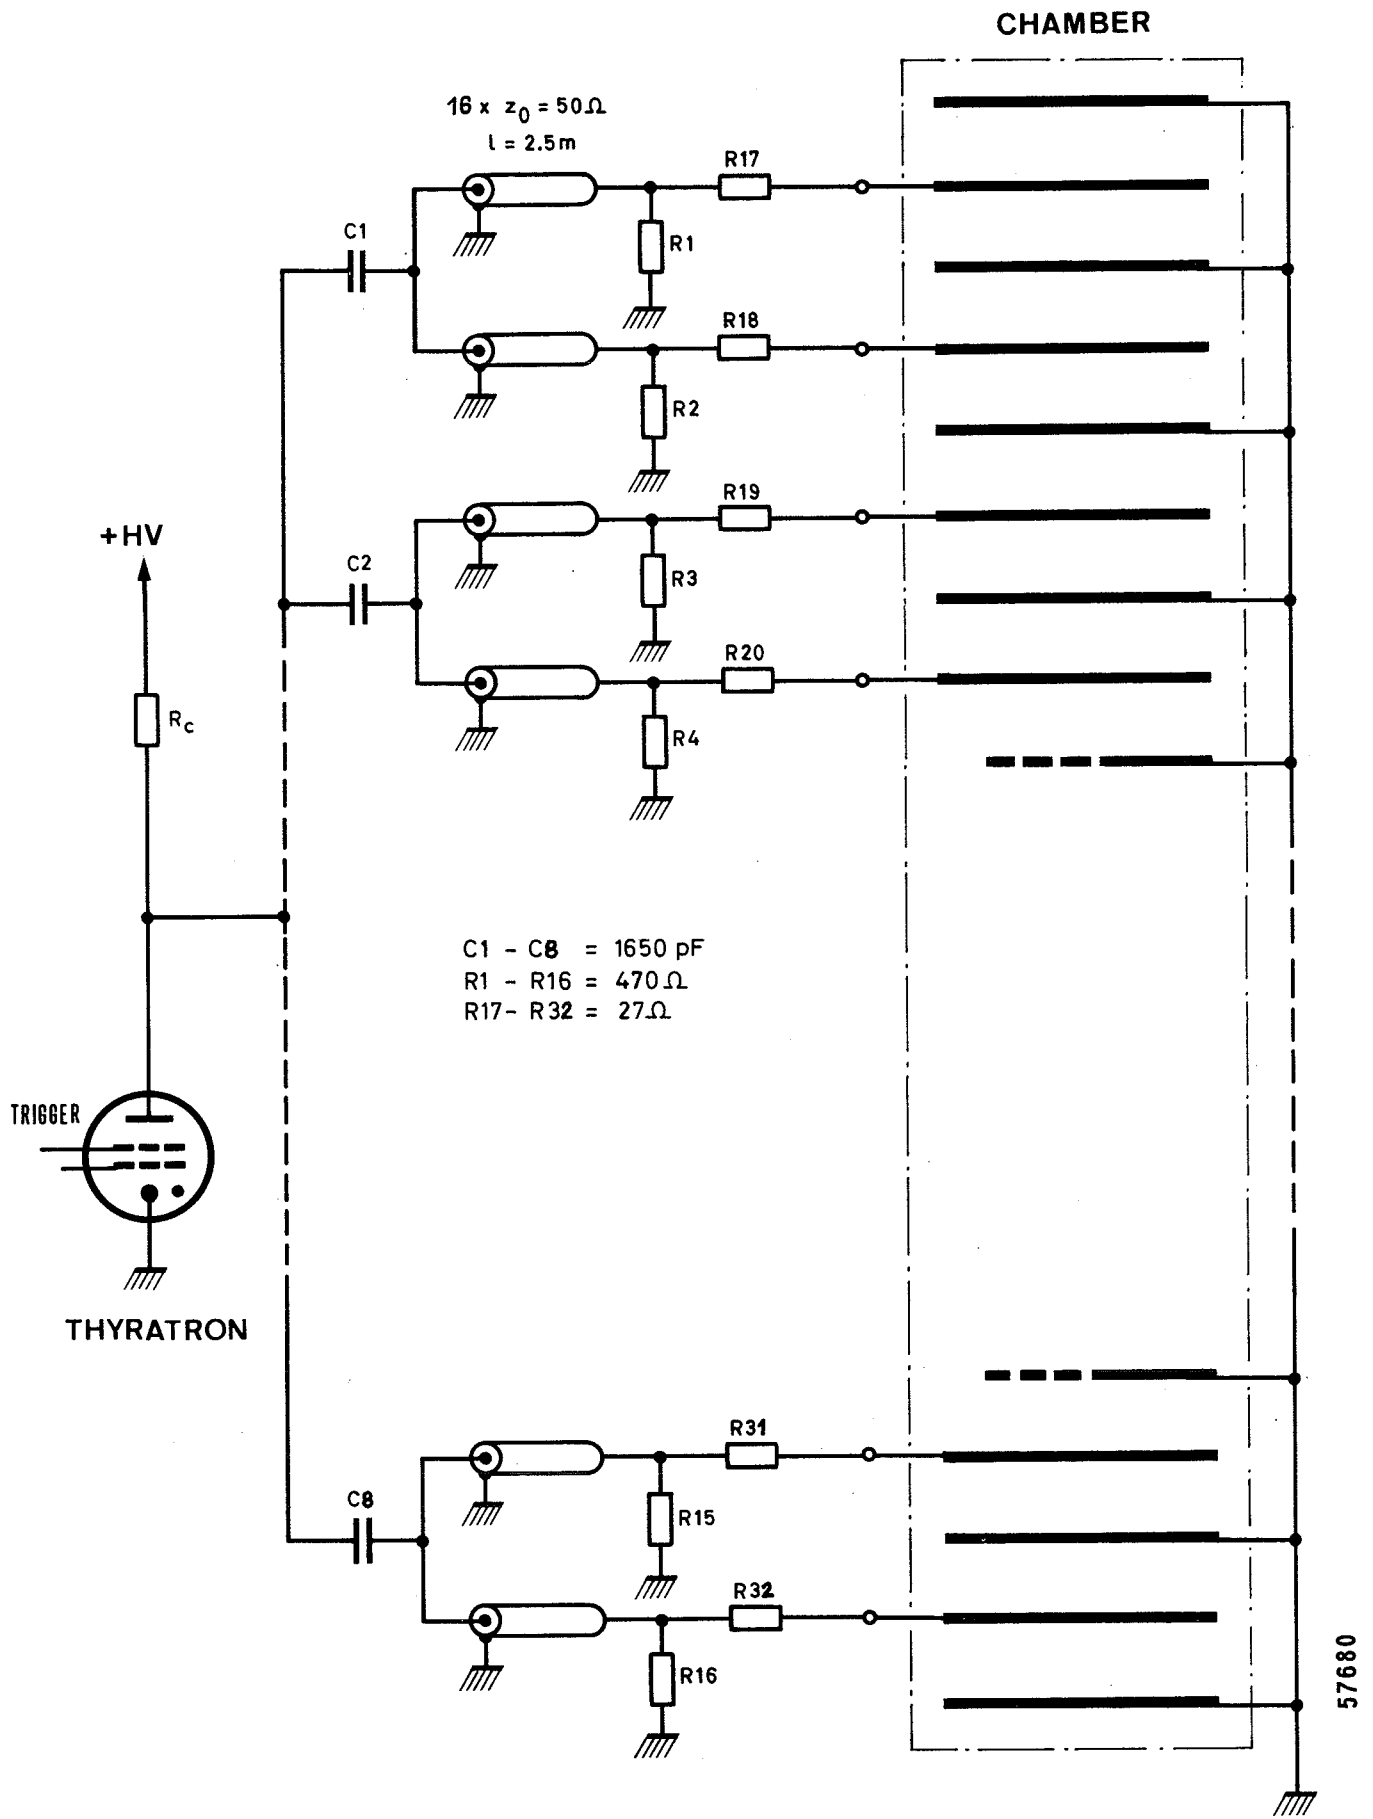 CHAMBER
16 x z0 = 50Ω
l = 2.5m
R17
C1
R1
R18
R2
R19
+HV
C2
R3
R20
Rc
R4
C1 - C8 = 1650 pF
R1 - R16 = 470Ω
R17- R32 = 27Ω
TRIGGER
THYRATRON
R31
C8
R15
R32
R16
57680